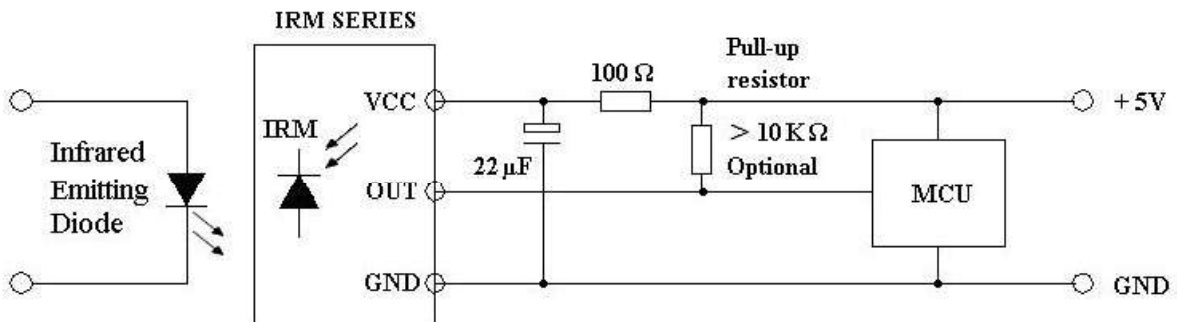 IRM SERIES
Pull-up
resistor
100 Ω
VCC
+ 5V
IRM
> 10 K Ω
Optional
Infrared
Emitting
Diode
22 µF
OUT
MCU
GND
GND